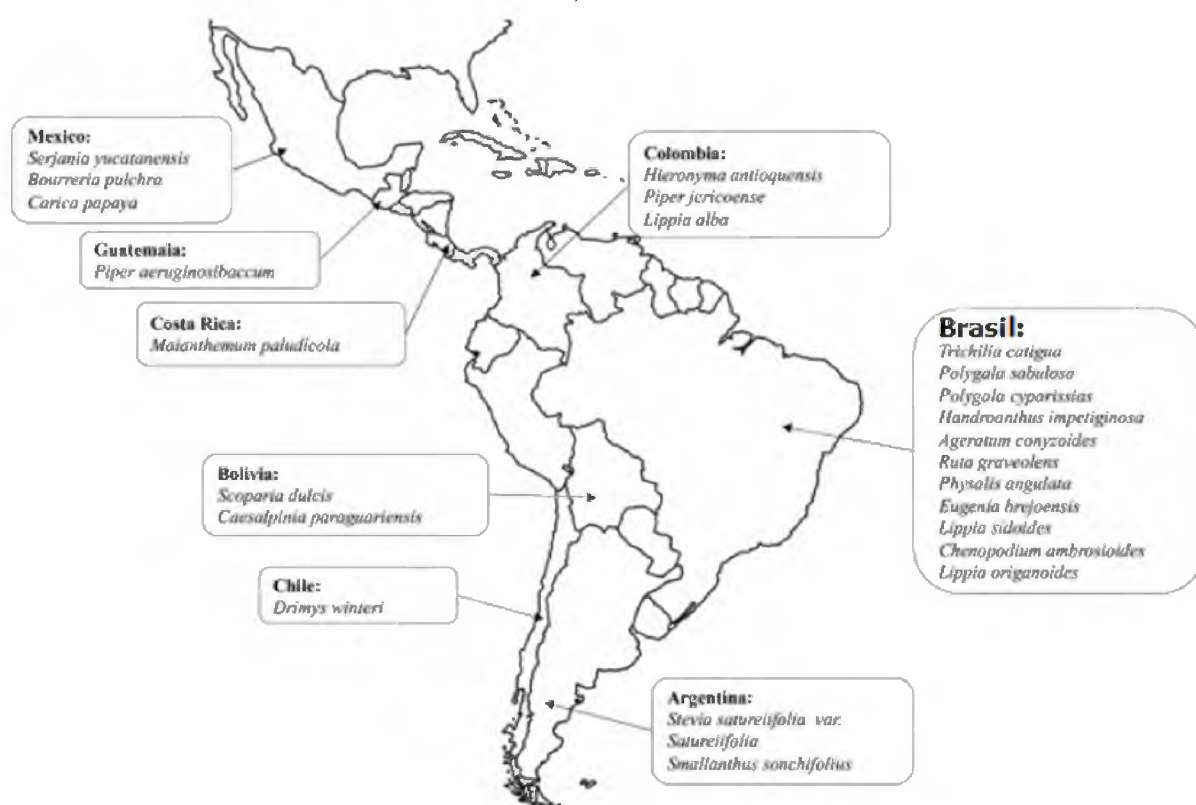 Mexico:
Serjania yucatanensis
Bourreria pulchra
Carica papaya
Colombia:
Hieronyma antioquensis
Piper jericoense
Lippia alba
Guatemala:
Piper aeruginosibaccum
Costa Rica:
Maianthemum paludicola
Brasil:
Trichilia catigua
Polygala sabulosa
Polygala cyparissias
Handroanthus impetiginosa
Ageratum conyzoides
Ruta graveolens
Physalis angulata
Eugenia brejoensis
Lippia sidoides
Chenopodium ambrosioides
Lippia origanoides
Bolivia:
Scoparia dulcis
Caesalpinia paraguariensis
Chile:
Drimys winteri
Argentina:
Stevia satureiifolia var.
Satureiifolia
Smallanthus sonchifolius